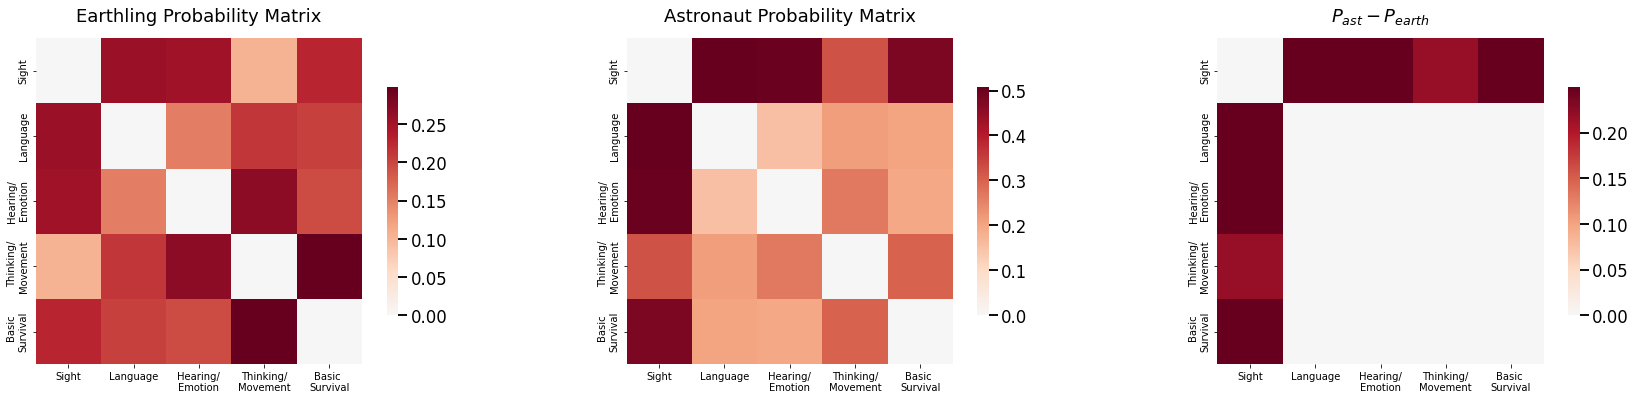 Earthling Probability Matrix
Sight
Language
Hearing/
Emotion
Thinking/
Movement
Basic
Survival
Sight
Language
Hearing/
Emotion
Thinking/
Movement
Basic
Survival
0.25
0.20
0.15
0.10
0.05
0.00
Astronaut Probability Matrix
Sight
Language
Hearing/
Emotion
Thinking/
Movement
Basic
Survival
Sight
Language
Hearing/
Emotion
Thinking/
Movement
Basic
Survival
0.5
0.4
0.3
0.2
0.1
0.0
P_ast − P_earth
Sight
Language
Hearing/
Emotion
Thinking/
Movement
Basic
Survival
Sight
Language
Hearing/
Emotion
Thinking/
Movement
Basic
Survival
0.20
0.15
0.10
0.05
0.00